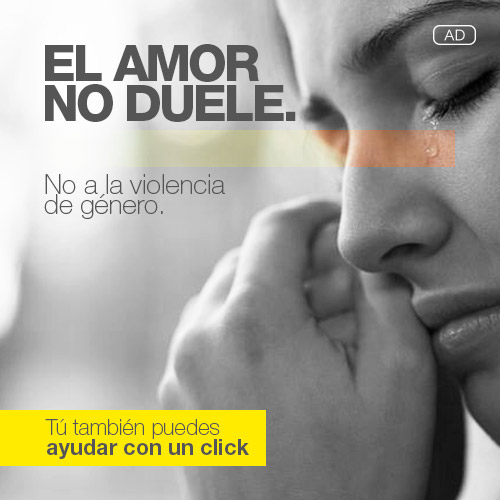 AD
EL AMOR
NO DUELE.
No a la violencia
de género.
Tú también puedes
ayudar con un click